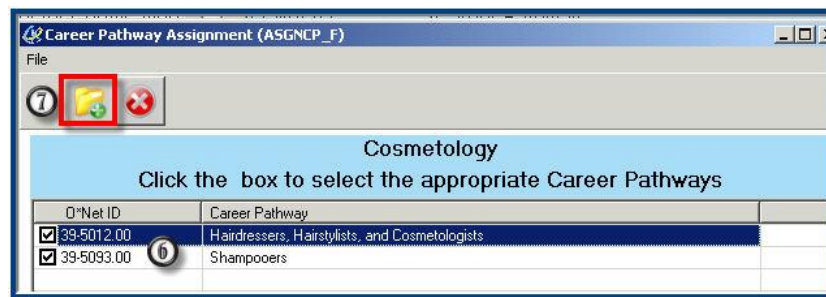 Career Pathway Assignment (ASGNCP_F)
File
7
Cosmetology
Click the box to select the appropriate Career Pathways
O*Net ID Career Pathway
39-5012.00 Hairdressers, Hairstylists, and Cosmetologists
6
39-5093.00 Shampooers